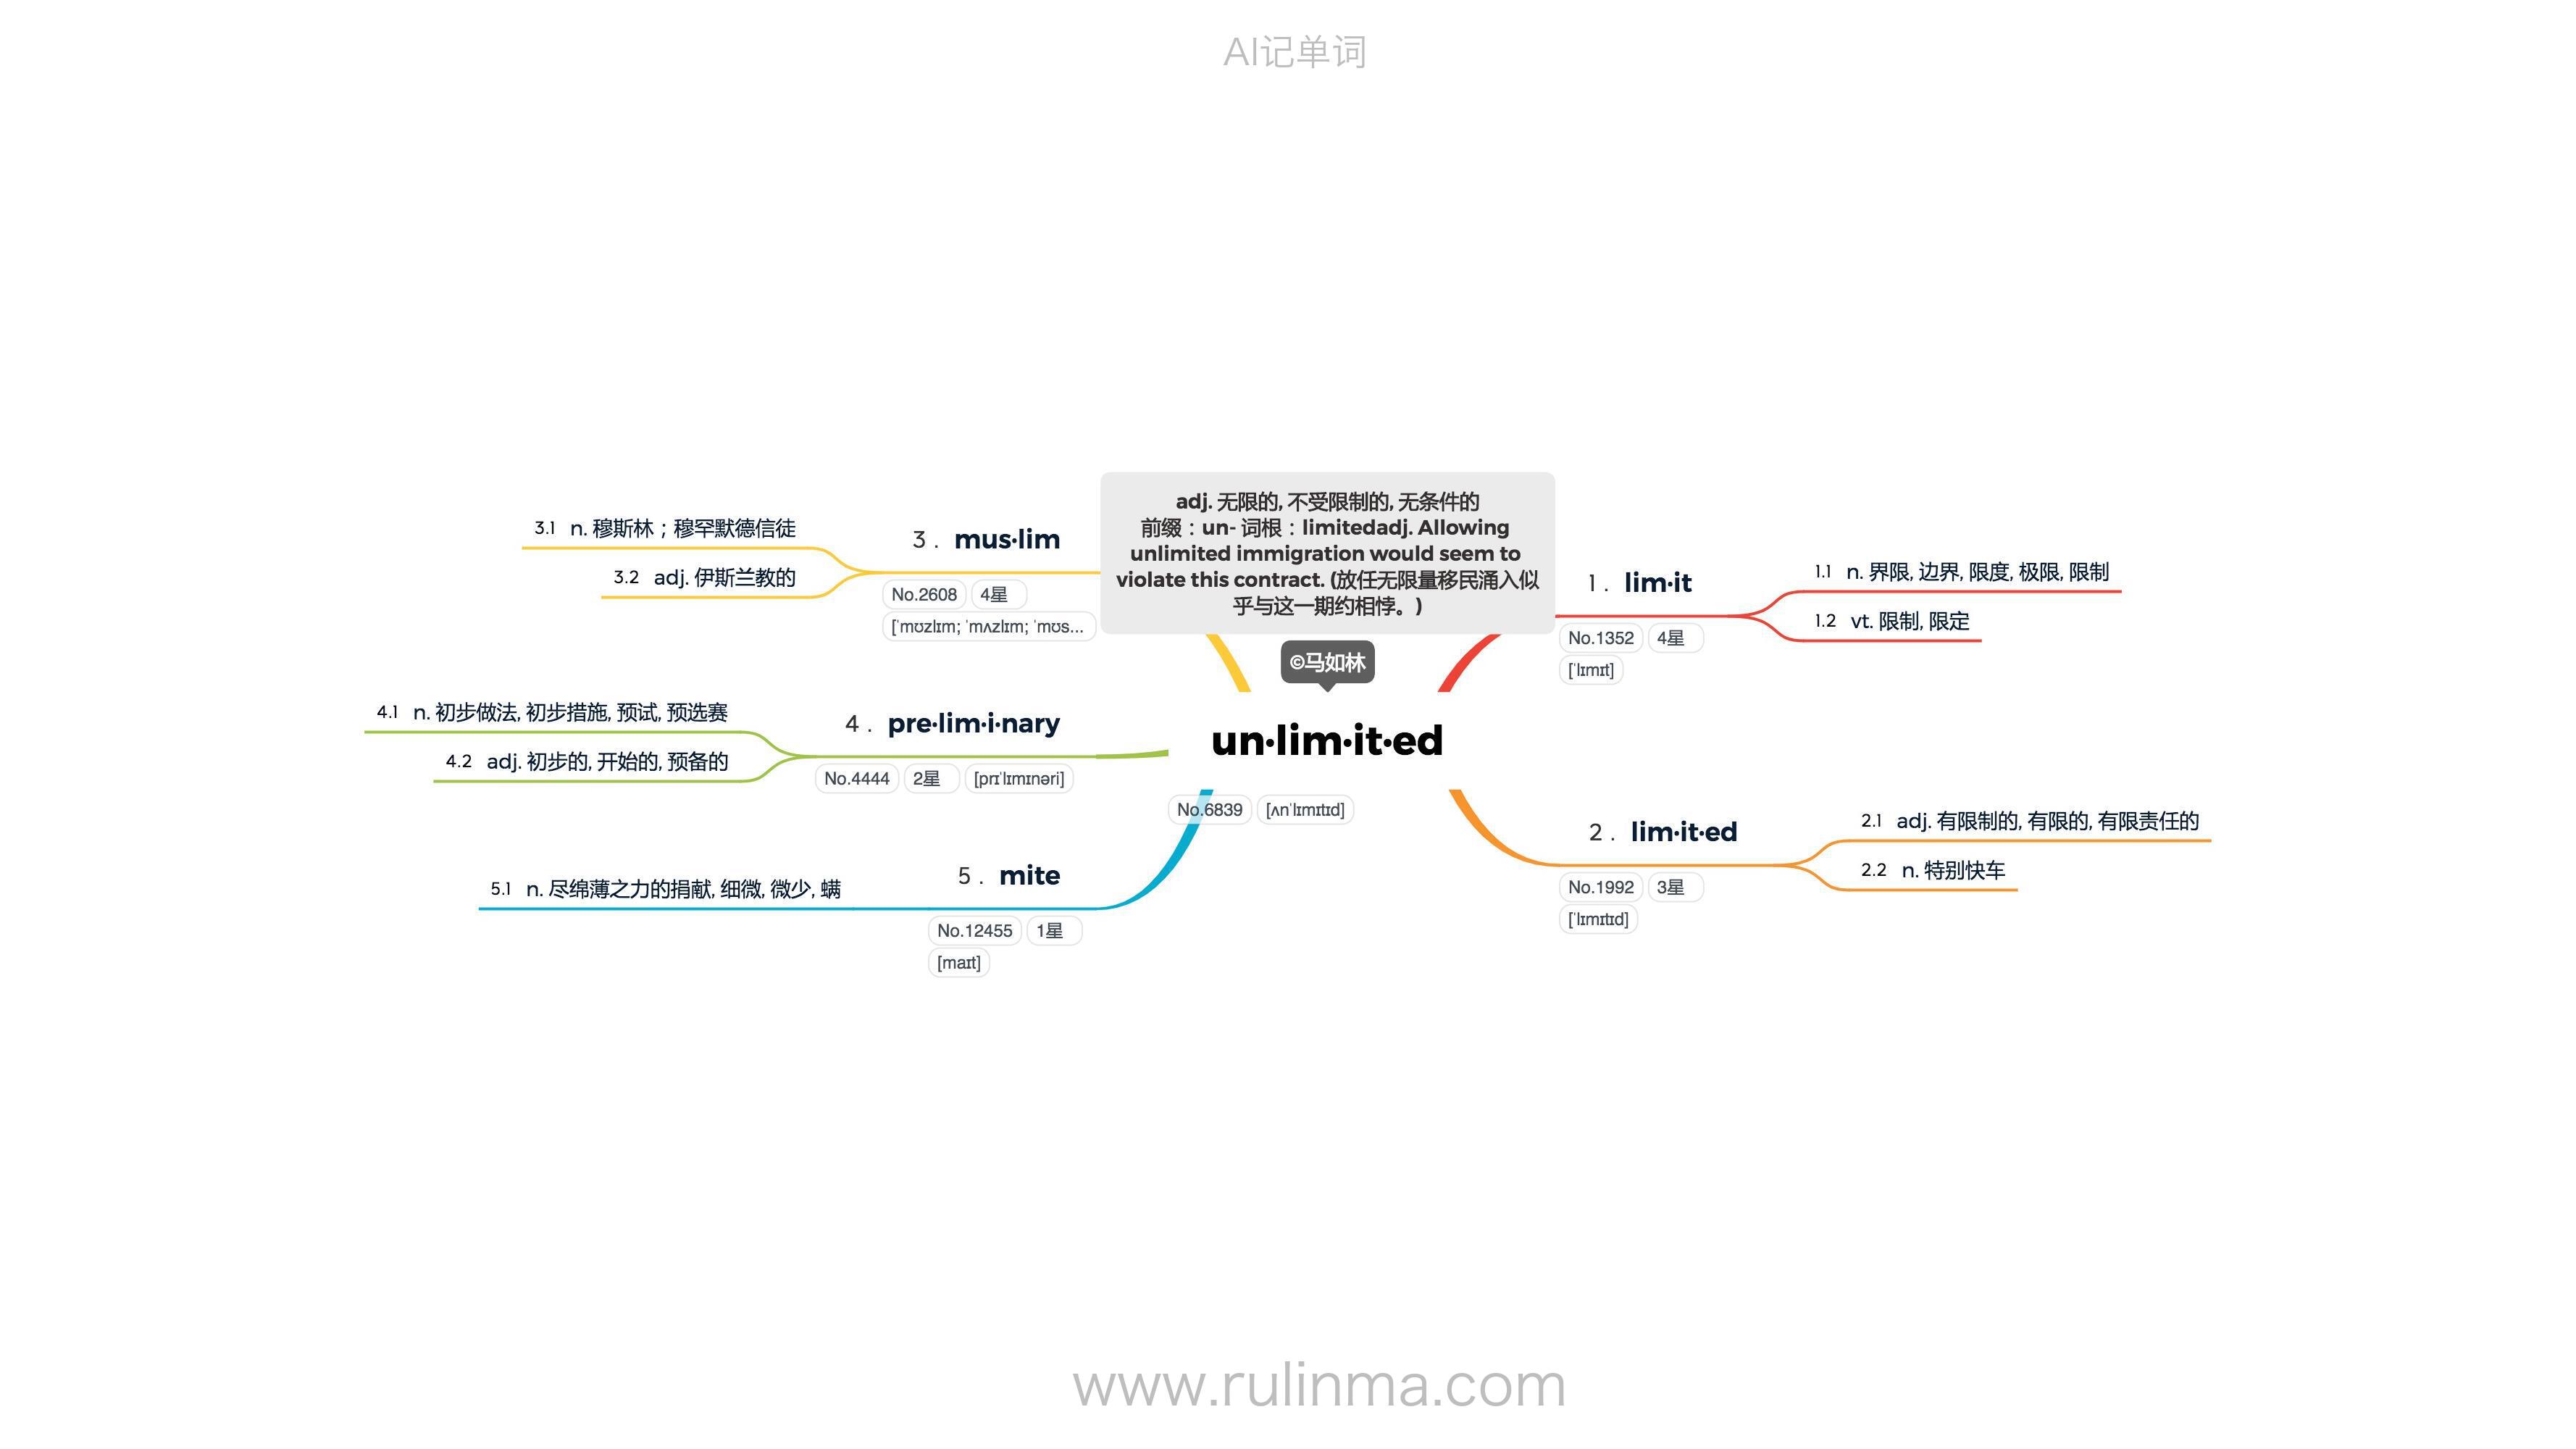 AI记单词
adj. 无限的, 不受限制的, 无条件的
前缀：un- 词根：limitedadj. Allowing
unlimited immigration would seem to
violate this contract. (放任无限量移民涌入似
乎与这一期约相悖。)
©马如林
un·lim·it·ed
No.6839 [ʌnˈlɪmɪtɪd]
1. lim·it
No.1352 4星
[ˈlɪmɪt]
1.1 n. 界限, 边界, 限度, 极限, 限制
1.2 vt. 限制, 限定
2. lim·it·ed
No.1992 3星
[ˈlɪmɪtɪd]
2.1 adj. 有限制的, 有限的, 有限责任的
2.2 n. 特别快车
3. mus·lim
No.2608 4星
[ˈmʊzlɪm; ˈmʌzlɪm; ˈmʊs...
3.1 n. 穆斯林；穆罕默德信徒
3.2 adj. 伊斯兰教的
4. pre·lim·i·nary
No.4444 2星 [prɪˈlɪmɪnəri]
4.1 n. 初步做法, 初步措施, 预试, 预选赛
4.2 adj. 初步的, 开始的, 预备的
5. mite
No.12455 1星
[maɪt]
5.1 n. 尽绵薄之力的捐献, 细微, 微少, 螨
www.rulinma.com